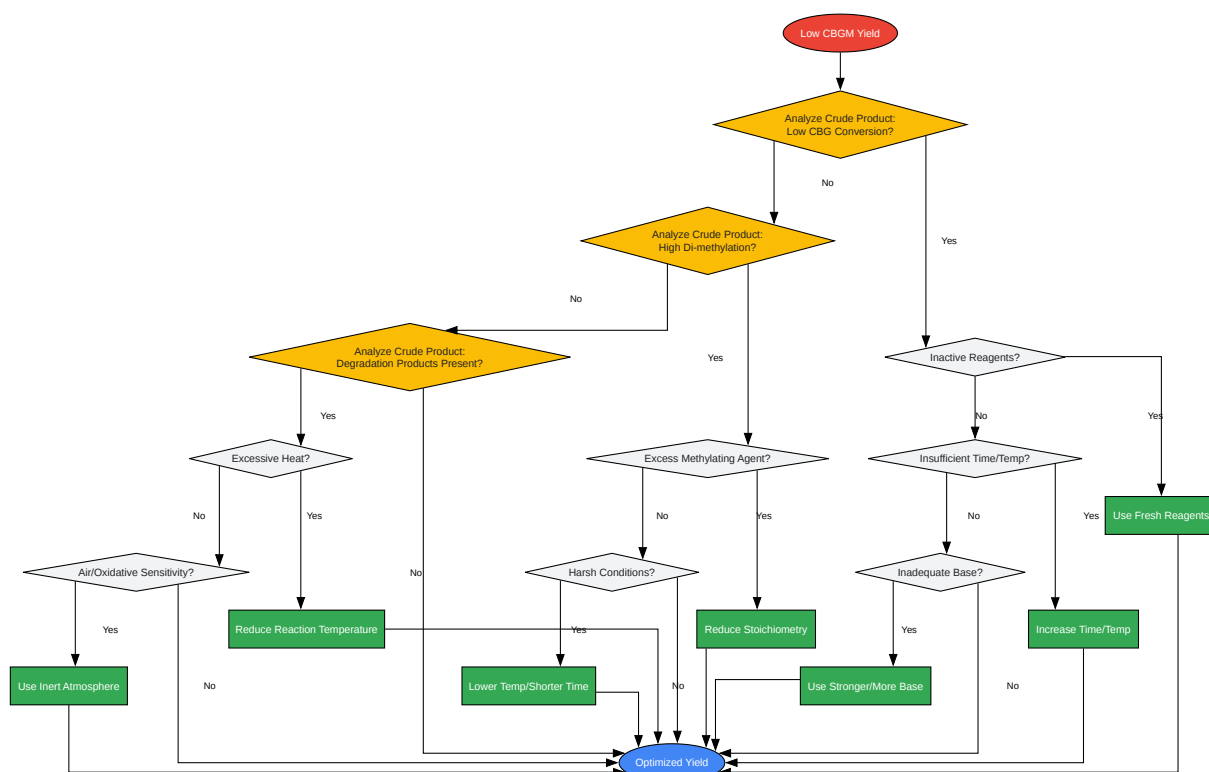 Low CBGM Yield
Analyze Crude Product:
Low CBG Conversion?
No
Analyze Crude Product:
High Di-methylation?
Yes
No
Analyze Crude Product:
Degradation Products Present?
Yes
Inactive Reagents?
Yes
No
Yes
Excessive Heat?
Excess Methylating Agent?
Insufficient Time/Temp?
No
Yes
No
Yes
No
Yes
Use Fresh Reagents
Air/Oxidative Sensitivity?
No
Harsh Conditions?
Inadequate Base?
Yes
Reduce Reaction Temperature
Yes
Reduce Stoichiometry
Yes
Increase Time/Temp
Use Inert Atmosphere
No
Lower Temp/Shorter Time
No
Use Stronger/More Base
No
Optimized Yield